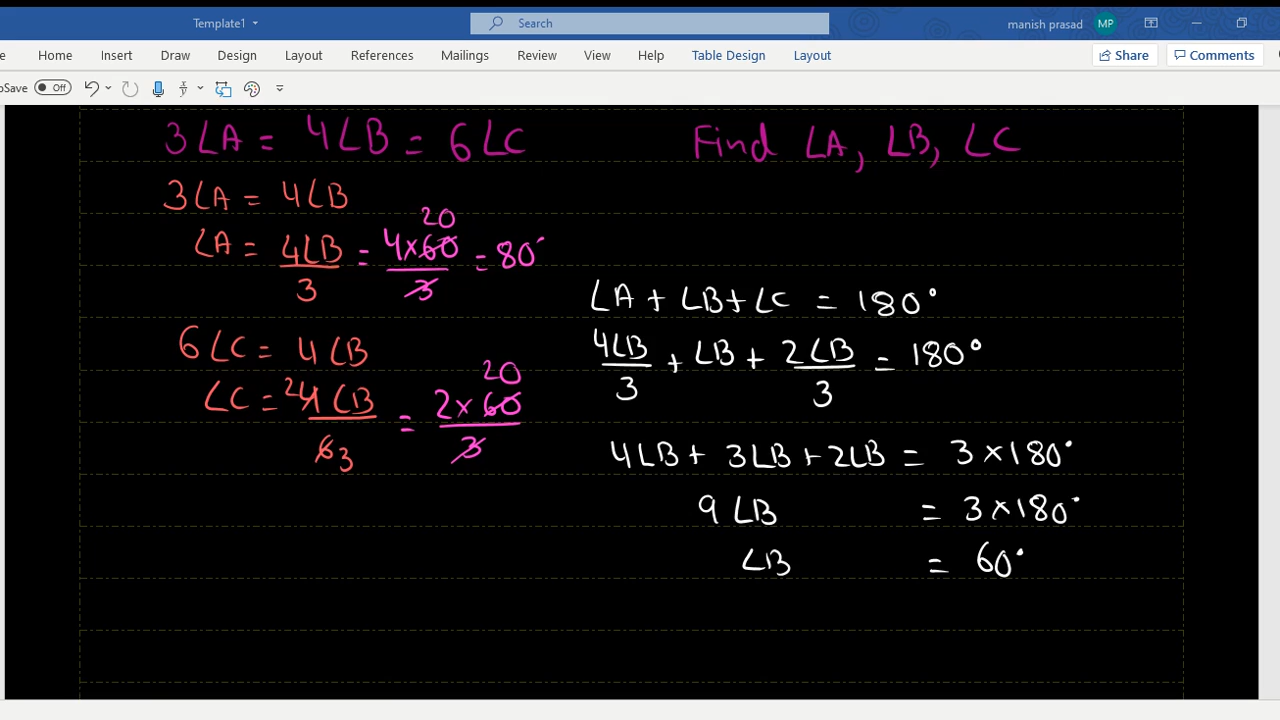 Template1
Search
manish prasad MP
Home Insert Draw Design Layout References Mailings Review View Help Table Design Layout Share Comments
oSave Off
3∠A = 4∠B = 6∠C Find ∠A, ∠B, ∠C
3∠A = 4∠B
∠A = 4∠B/3 = 4×60/3 = 80° 20
∠A + ∠B + ∠C = 180°
6∠C = 4∠B
4∠B/3 + ∠B + 2∠B/3 = 180°
∠C = 2 4∠B/6 3 = 2×60/3 20
4∠B + 3∠B + 2∠B = 3×180°
9∠B = 3×180°
∠B = 60°